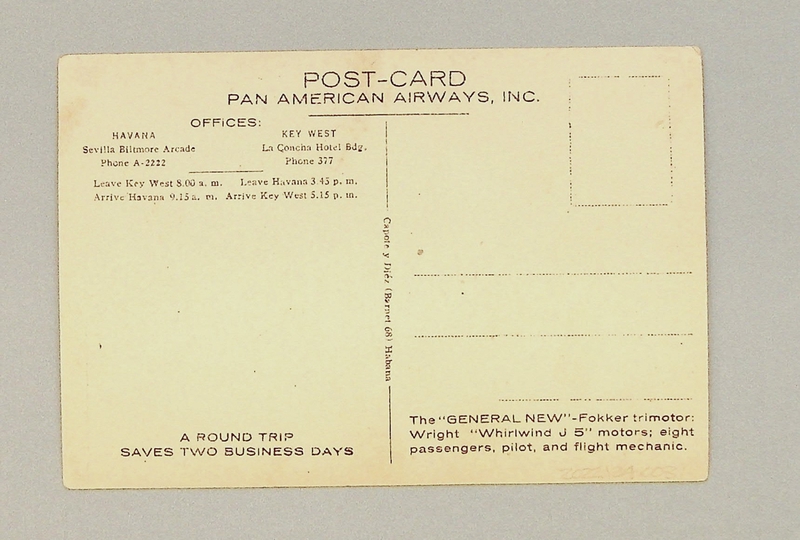 POST-CARD
PAN AMERICAN AIRWAYS, INC.
OFFICES:
HAVANA
Sevilla Biltmore Arcade
Phone A-2222
KEY WEST
La Concha Hotel Bdg.
Phone 377
Leave Key West 8.00 a. m. Leave Havana 3.45 p. m.
Arrive Havana 9.15 a. m. Arrive Key West 5.15 p. m.
Capote y Diéz (Barnet 68) Habana
A ROUND TRIP
SAVES TWO BUSINESS DAYS
The "GENERAL NEW"-Fokker trimotor:
Wright "Whirlwind J 5" motors; eight
passengers, pilot, and flight mechanic.